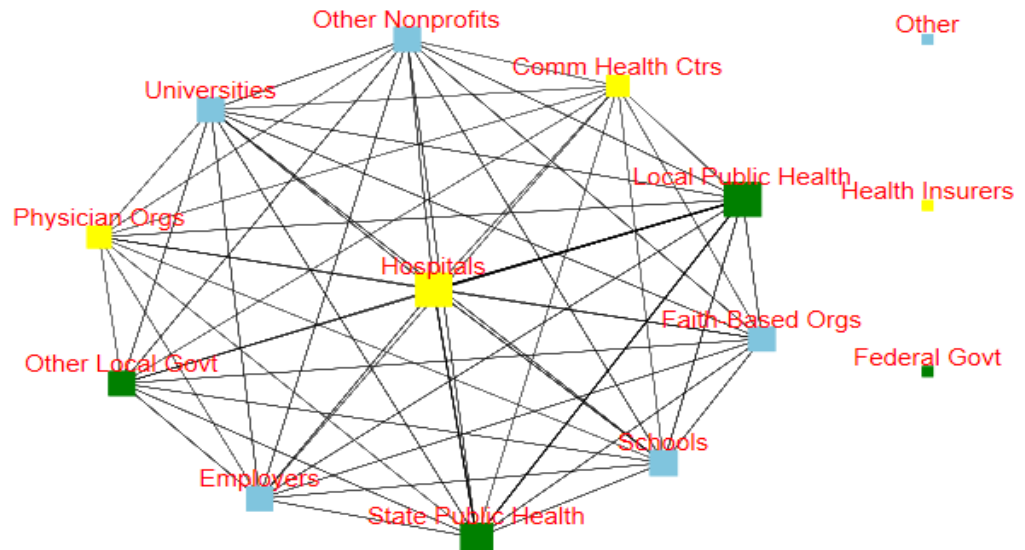 Other Nonprofits
Other
Comm Health Ctrs
Universities
Local Public Health
Health Insurers
Physician Orgs
Hospitals
Faith-Based Orgs
Other Local Govt
Federal Govt
Schools
Employers
State Public Health